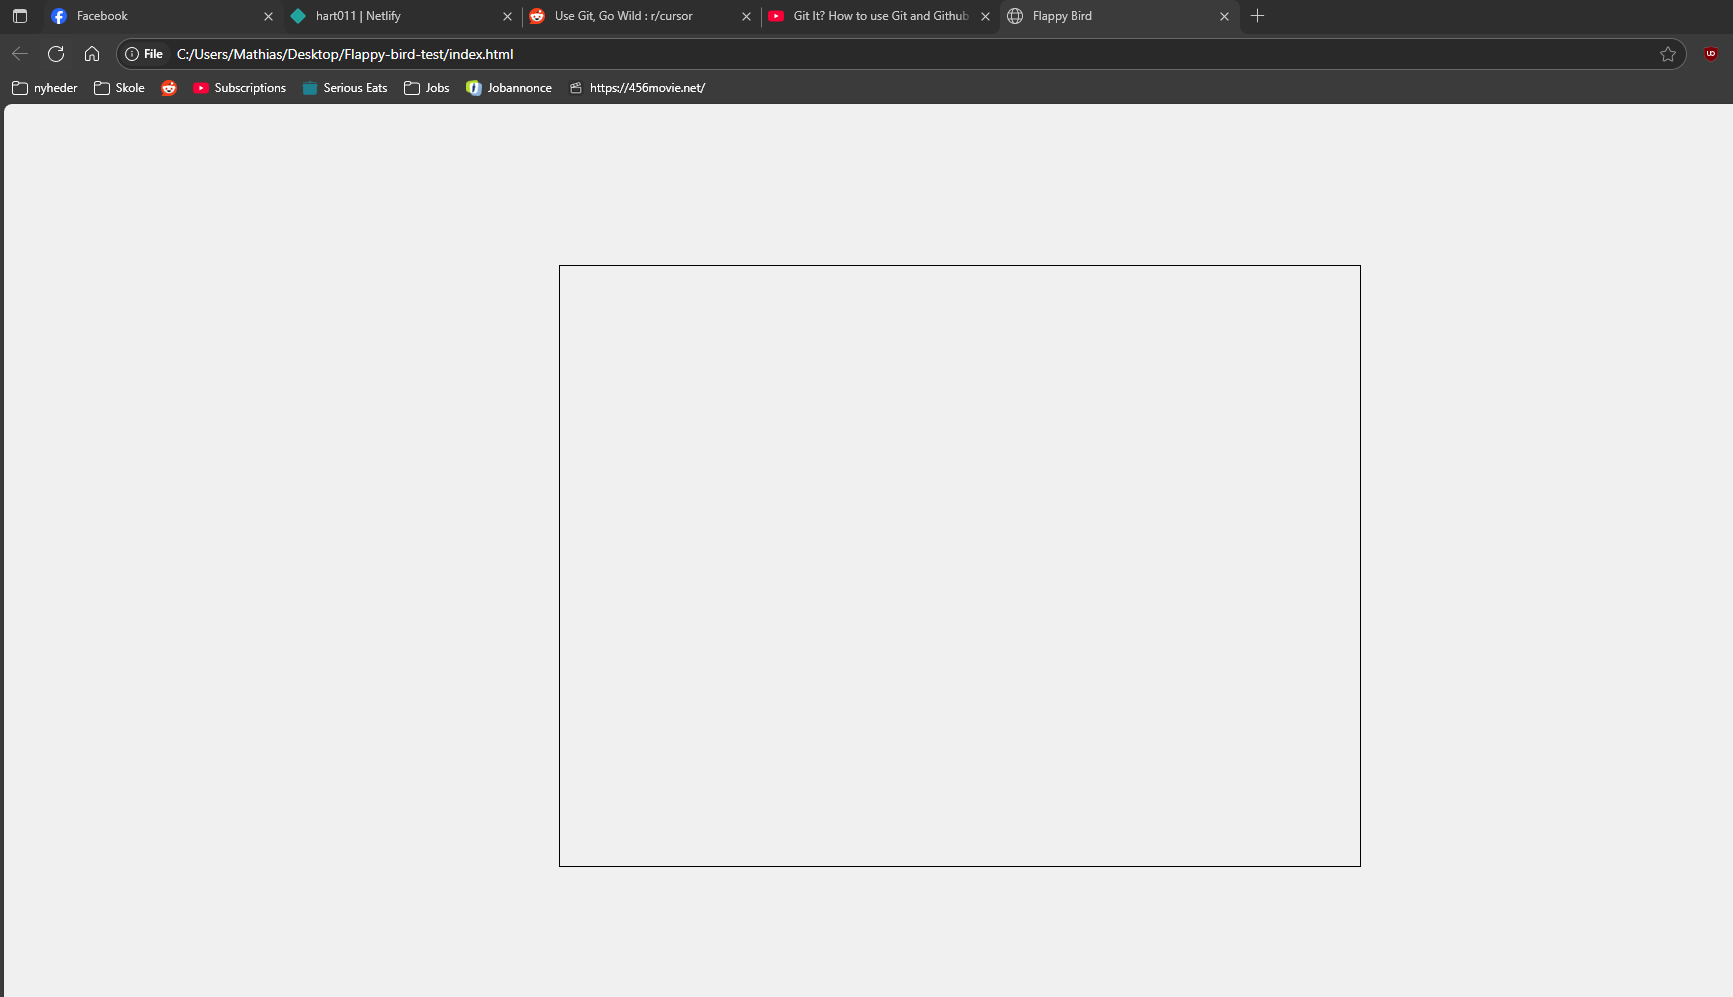 Facebook
hart011 | Netlify
Use Git, Go Wild : r/cursor
Git It? How to use Git and Github
Flappy Bird
File C:/Users/Mathias/Desktop/Flappy-bird-test/index.html
nyheder Skole Subscriptions Serious Eats Jobs Jobannonce https://456movie.net/